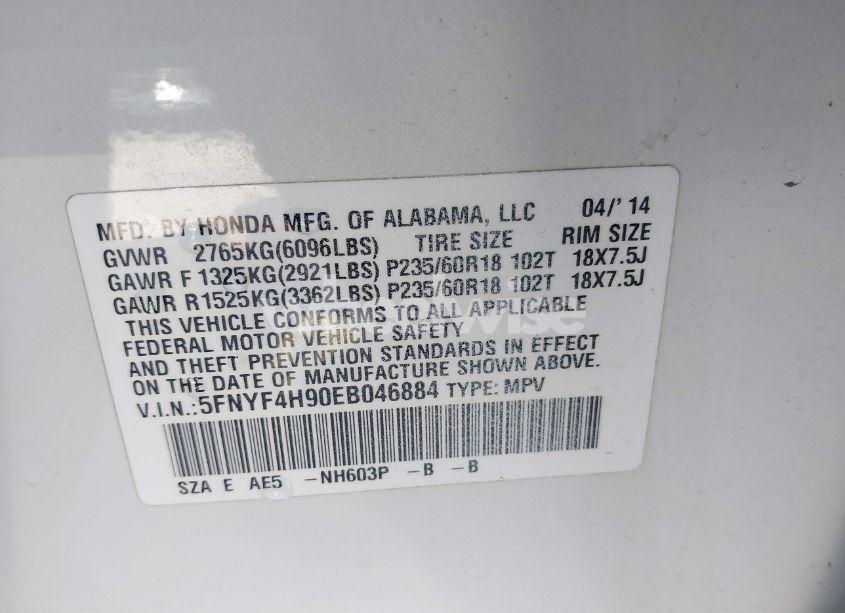 MFD. BY HONDA MFG. OF ALABAMA, LLC 04/'14
GVWR 2765KG(6096LBS) TIRE SIZE RIM SIZE
GAWR F 1325KG(2921LBS) P235/60R18 102T 18X7.5J
GAWR R1525KG(3362LBS) P235/60R18 102T 18X7.5J
THIS VEHICLE CONFORMS TO ALL APPLICABLE
FEDERAL MOTOR VEHICLE SAFETY
AND THEFT PREVENTION STANDARDS IN EFFECT
ON THE DATE OF MANUFACTURE SHOWN ABOVE.
V.I.N.:5FNYF4H90EB046884 TYPE: MPV
SZA E AE5 -NH603P -B -B